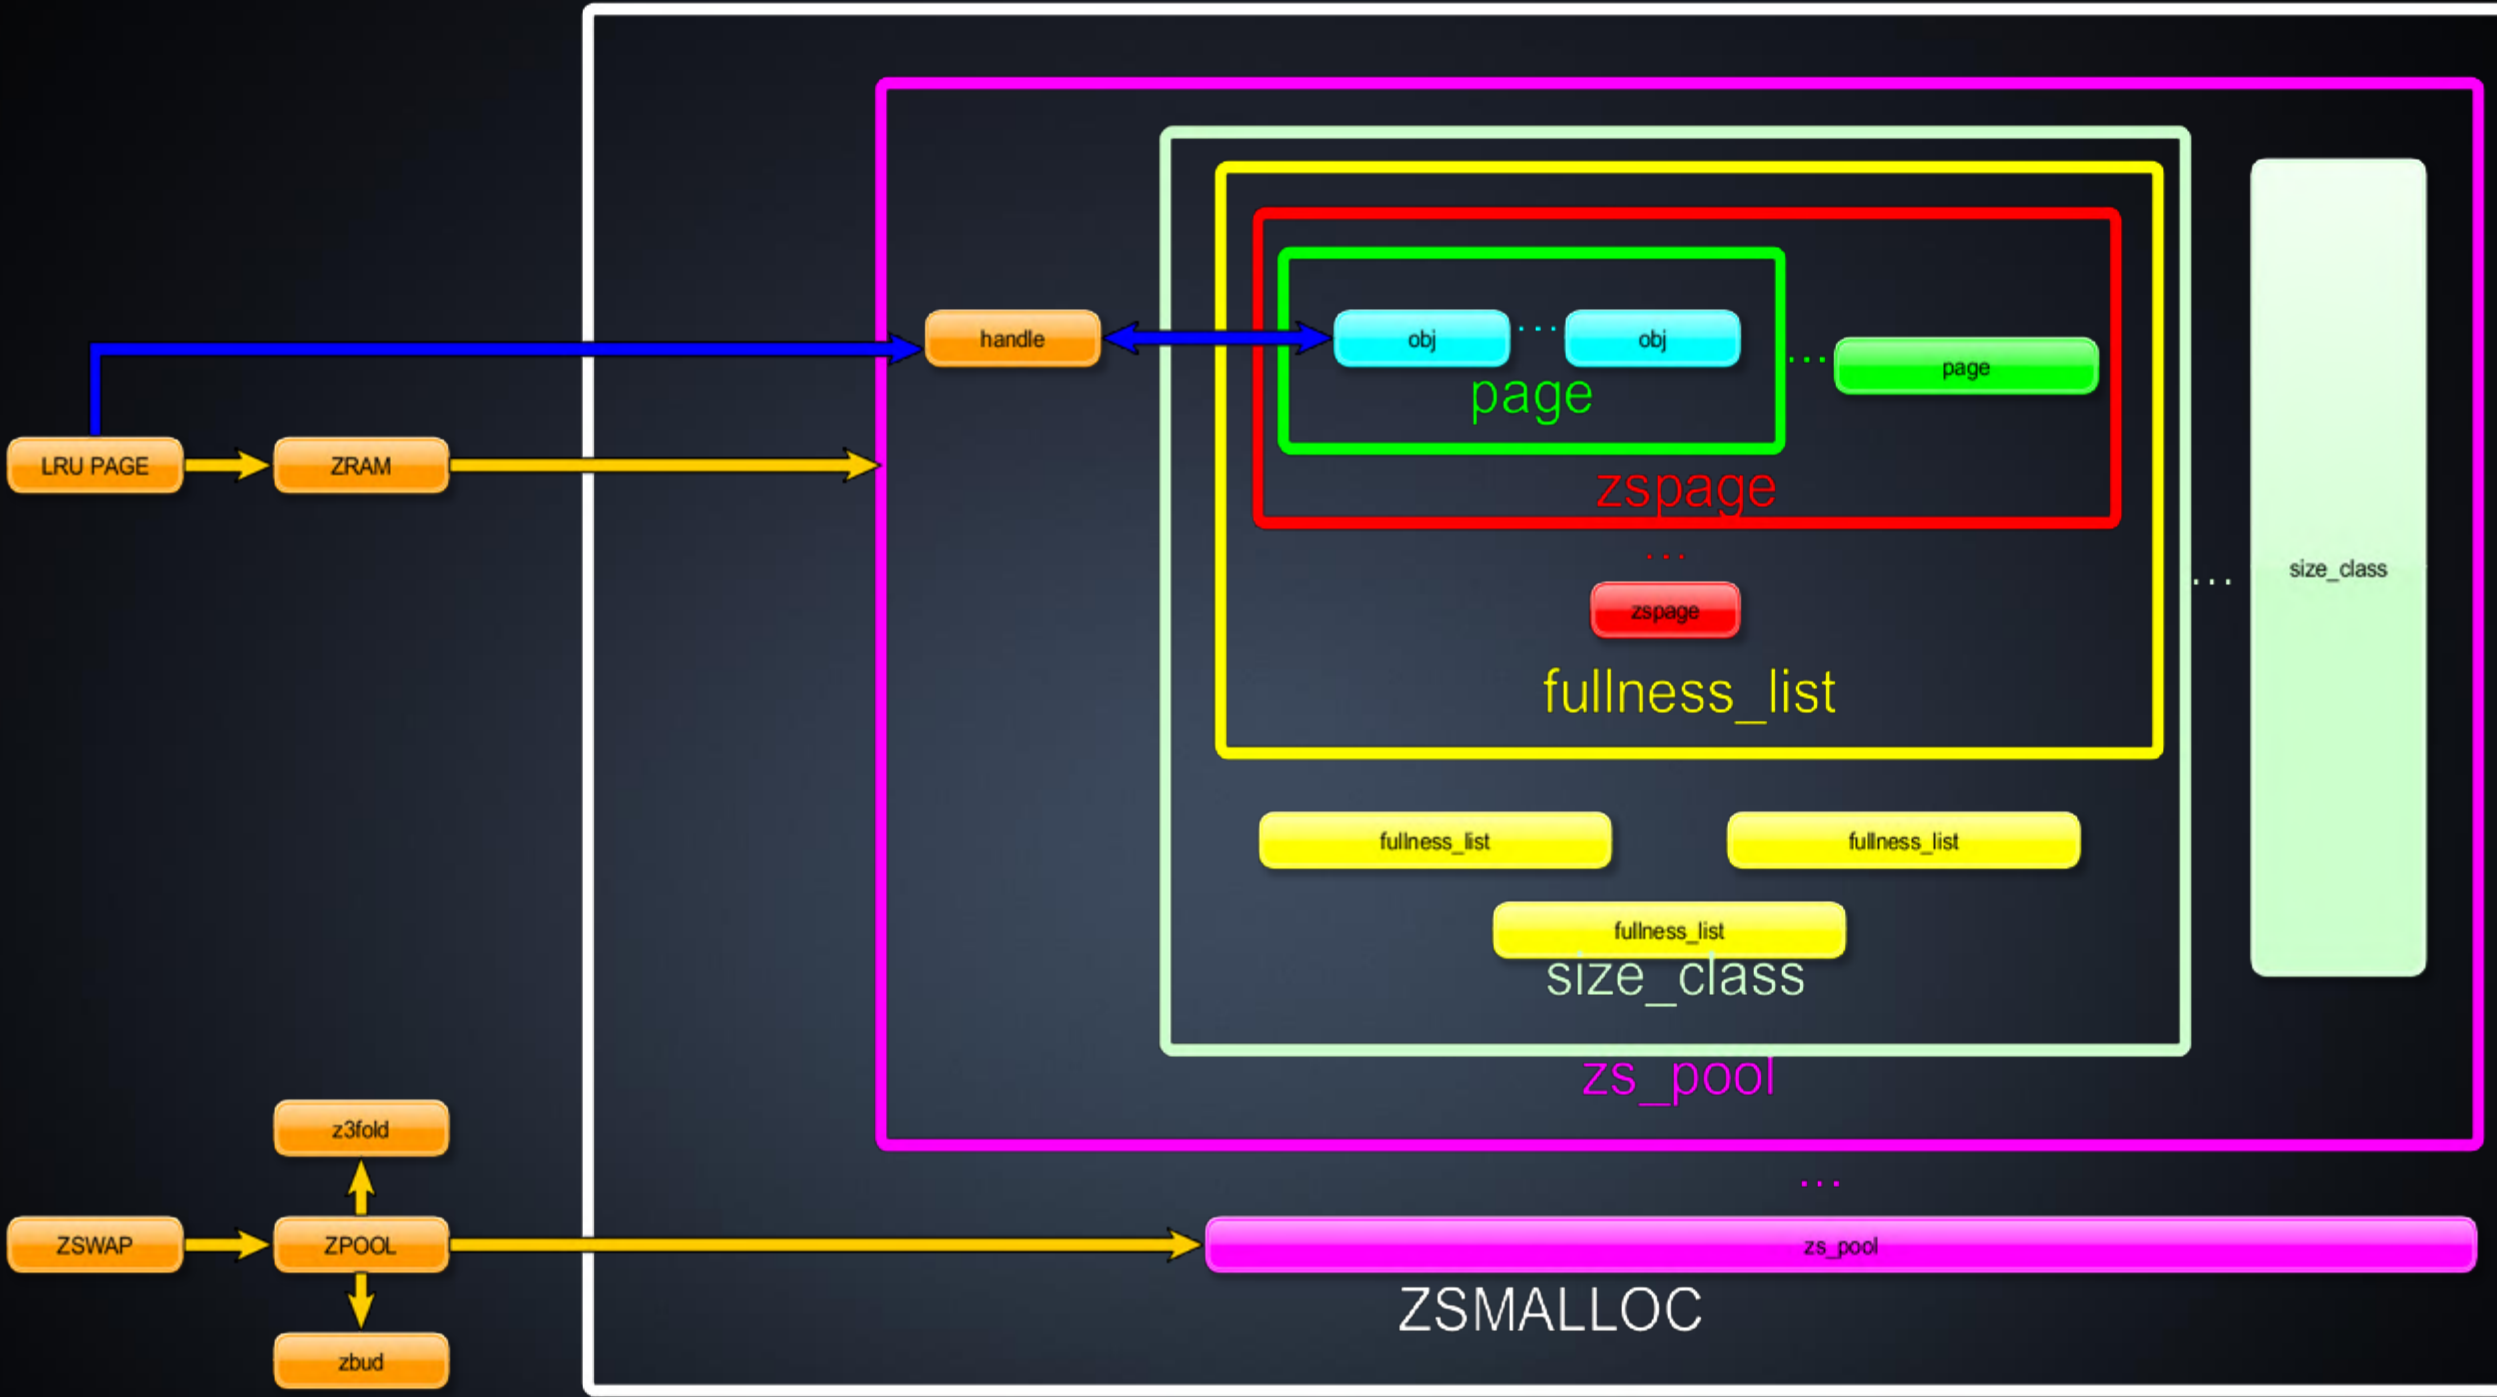 handle
obj
...
obj
page
...
page
LRU PAGE
ZRAM
zspage
...
zspage
fullness_list
...
size_class
fullness_list
fullness_list
fullness_list
size_class
zs_pool
...
z3fold
ZSWAP
ZPOOL
zs_pool
ZSMALLOC
zbud